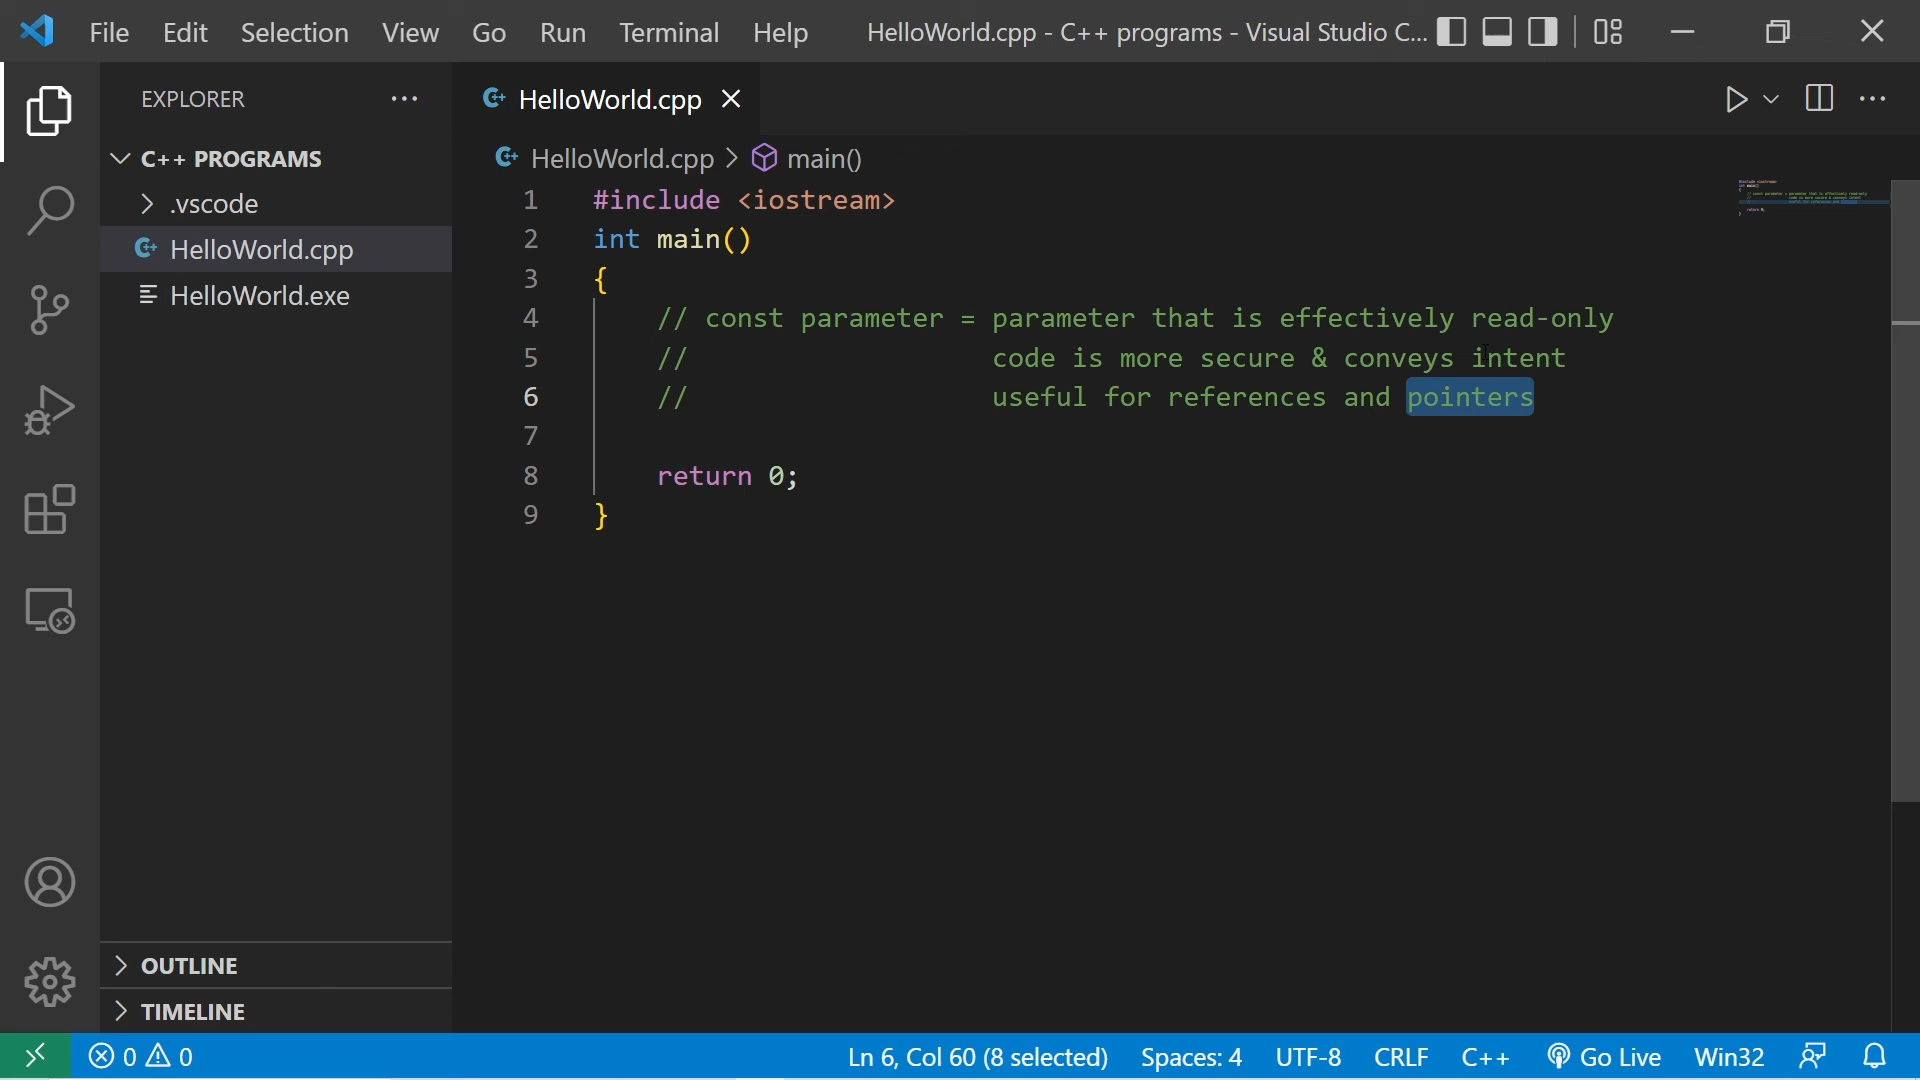 File Edit Selection View Go Run Terminal Help HelloWorld.cpp - C++ programs - Visual Studio C...
EXPLORER ...
C++ PROGRAMS
.vscode
HelloWorld.cpp
HelloWorld.exe
OUTLINE
TIMELINE
HelloWorld.cpp
HelloWorld.cpp > main()
1 #include <iostream>
2 int main()
3 {
4 // const parameter = parameter that is effectively read-only
5 // code is more secure & conveys intent
6 // useful for references and pointers
7
8 return 0;
9 }
0 0 Ln 6, Col 60 (8 selected) Spaces: 4 UTF-8 CRLF C++ Go Live Win32